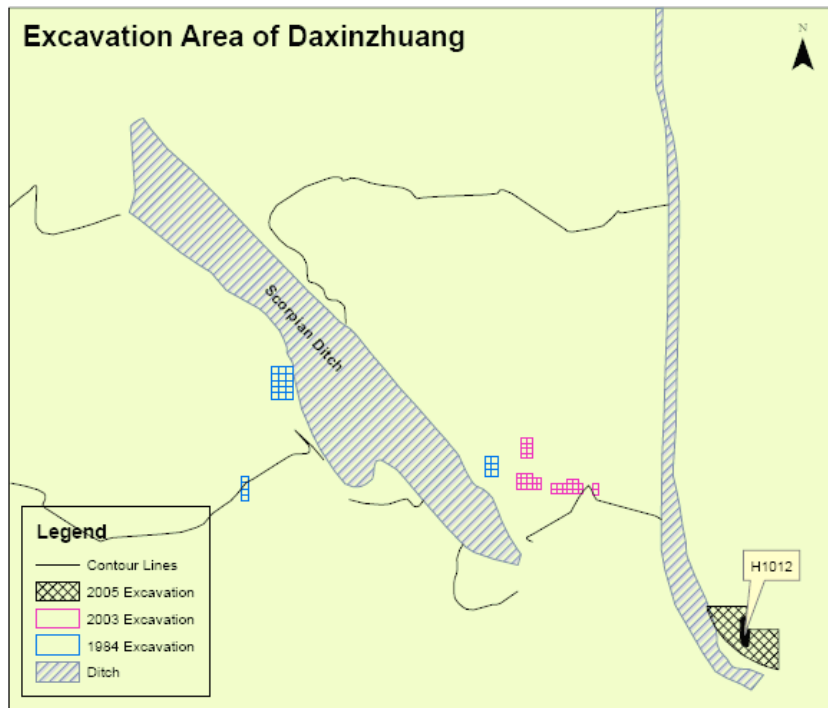 Excavation Area of Daxinzhuang
N
Scorpian Ditch
H1012
Legend
Contour Lines
2005 Excavation
2003 Excavation
1984 Excavation
Ditch